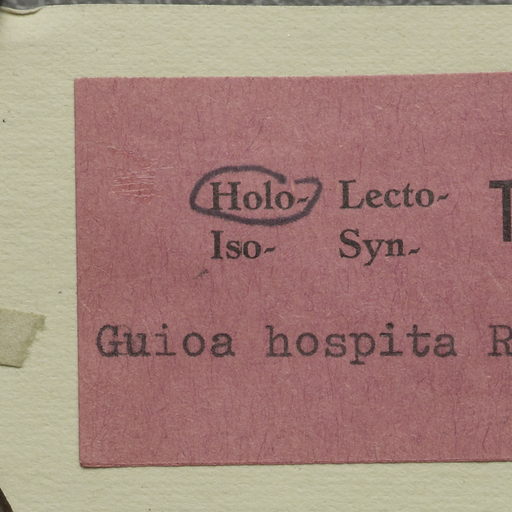 Holo- Lecto- T
Iso- Syn-
Guioa hospita R